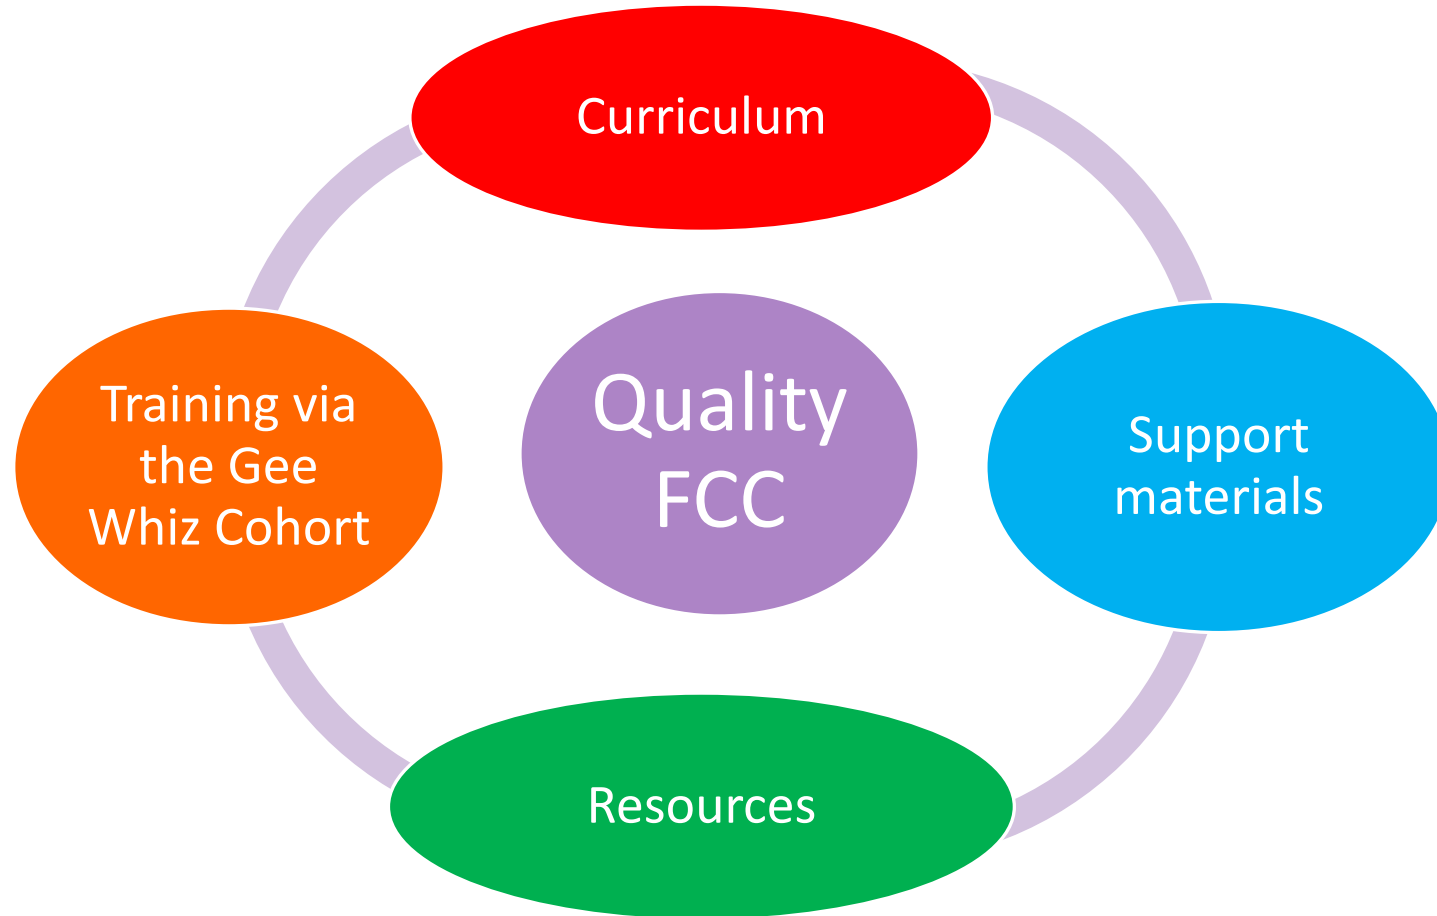 Curriculum
Quality
FCC
Training via
the Gee
Whiz Cohort
Support
materials
Resources